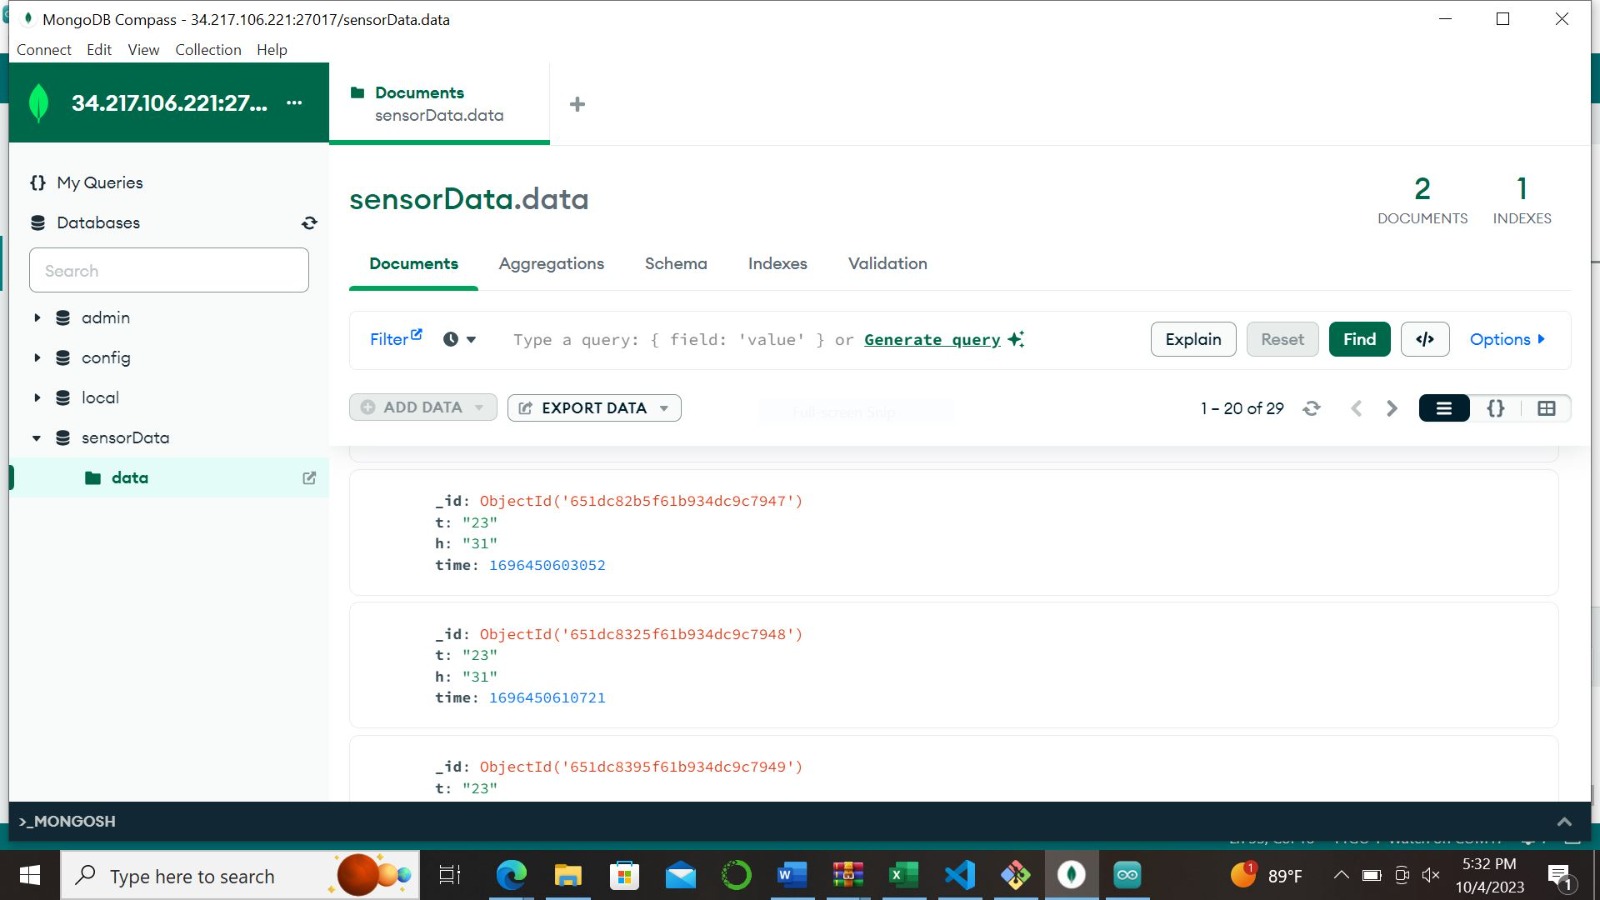 MongoDB Compass - 34.217.106.221:27017/sensorData.data
Connect Edit View Collection Help
34.217.106.221:27... ···
Documents
sensorData.data
+
{} My Queries
Databases
Search
admin
config
local
sensorData
data
sensorData.data
2
DOCUMENTS
1
INDEXES
Documents Aggregations Schema Indexes Validation
Filter Type a query: { field: 'value' } or Generate query Explain Reset Find </> Options
ADD DATA EXPORT DATA 1 – 20 of 29 {}
_id: ObjectId('651dc82b5f61b934dc9c7947')
t: "23"
h: "31"
time: 1696450603052
_id: ObjectId('651dc8325f61b934dc9c7948')
t: "23"
h: "31"
time: 1696450610721
_id: ObjectId('651dc8395f61b934dc9c7949')
t: "23"
>_MONGOSH
Type here to search
1 89°F
5:32 PM
10/4/2023
1